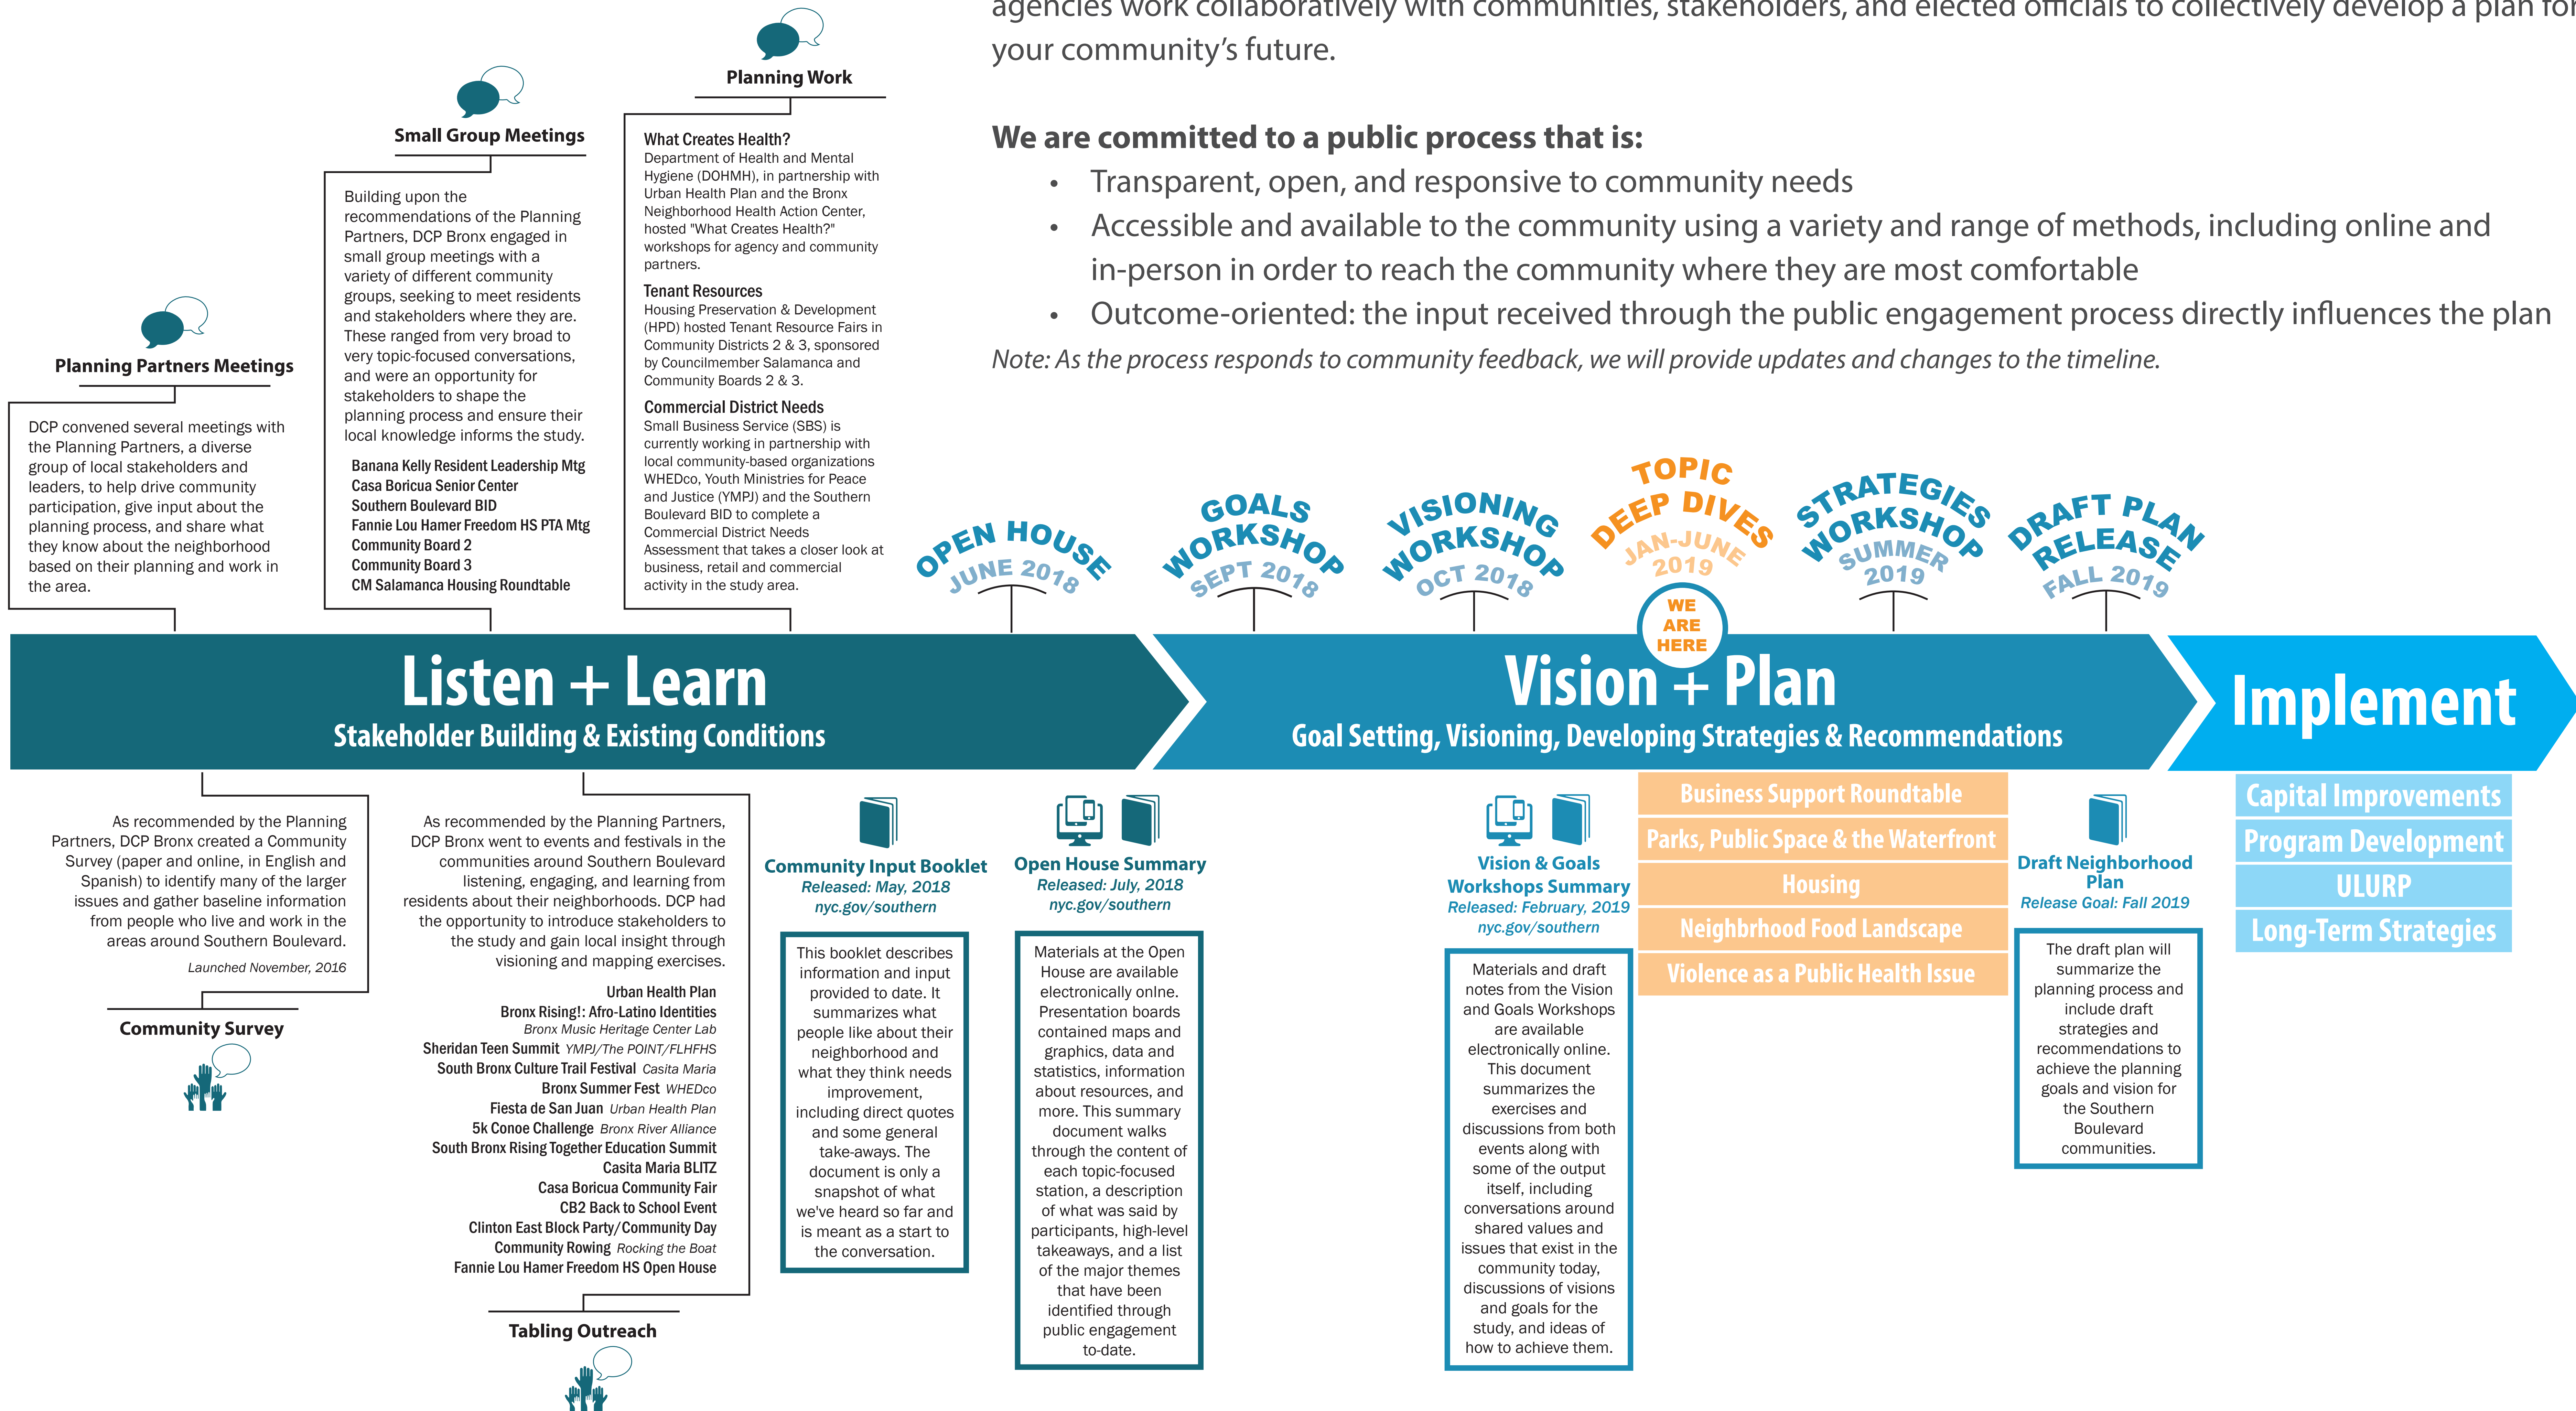 agencies work collaboratively with communities, stakeholders, and elected officials to collectively develop a plan for
your community's future.
We are committed to a public process that is:
• Transparent, open, and responsive to community needs
• Accessible and available to the community using a variety and range of methods, including online and
in-person in order to reach the community where they are most comfortable
• Outcome-oriented: the input received through the public engagement process directly influences the plan
Note: As the process responds to community feedback, we will provide updates and changes to the timeline.
Planning Partners Meetings
DCP convened several meetings with
the Planning Partners, a diverse
group of local stakeholders and
leaders, to help drive community
participation, give input about the
planning process, and share what
they know about the neighborhood
based on their planning and work in
the area.
Small Group Meetings
Building upon the
recommendations of the Planning
Partners, DCP Bronx engaged in
small group meetings with a
variety of different community
groups, seeking to meet residents
and stakeholders where they are.
These ranged from very broad to
very topic-focused conversations,
and were an opportunity for
stakeholders to shape the
planning process and ensure their
local knowledge informs the study.
Banana Kelly Resident Leadership Mtg
Casa Boricua Senior Center
Southern Boulevard BID
Fannie Lou Hamer Freedom HS PTA Mtg
Community Board 2
Community Board 3
CM Salamanca Housing Roundtable
Planning Work
What Creates Health?
Department of Health and Mental
Hygiene (DOHMH), in partnership with
Urban Health Plan and the Bronx
Neighborhood Health Action Center,
hosted "What Creates Health?"
workshops for agency and community
partners.
Tenant Resources
Housing Preservation & Development
(HPD) hosted Tenant Resource Fairs in
Community Districts 2 & 3, sponsored
by Councilmember Salamanca and
Community Boards 2 & 3.
Commercial District Needs
Small Business Service (SBS) is
currently working in partnership with
local community-based organizations
WHEDco, Youth Ministries for Peace
and Justice (YMPJ) and the Southern
Boulevard BID to complete a
Commercial District Needs
Assessment that takes a closer look at
business, retail and commercial
activity in the study area.
OPEN HOUSE
JUNE 2018
GOALS
WORKSHOP
SEPT 2018
VISIONING
WORKSHOP
OCT 2018
TOPIC
DEEP DIVES
JAN-JUNE
2019
WE
ARE
HERE
STRATEGIES
WORKSHOP
SUMMER
2019
DRAFT PLAN
RELEASE
FALL 2019
Listen + Learn
Stakeholder Building & Existing Conditions
Vision + Plan
Goal Setting, Visioning, Developing Strategies & Recommendations
Implement
As recommended by the Planning
Partners, DCP Bronx created a Community
Survey (paper and online, in English and
Spanish) to identify many of the larger
issues and gather baseline information
from people who live and work in the
areas around Southern Boulevard.
Launched November, 2016
Community Survey
As recommended by the Planning Partners,
DCP Bronx went to events and festivals in the
communities around Southern Boulevard
listening, engaging, and learning from
residents about their neighborhoods. DCP had
the opportunity to introduce stakeholders to
the study and gain local insight through
visioning and mapping exercises.
Urban Health Plan
Bronx Rising!: Afro-Latino Identities
Bronx Music Heritage Center Lab
Sheridan Teen Summit YMPJ/The POINT/FLHFHS
South Bronx Culture Trail Festival Casita Maria
Bronx Summer Fest WHEDco
Fiesta de San Juan Urban Health Plan
5k Conoe Challenge Bronx River Alliance
South Bronx Rising Together Education Summit
Casita Maria BLITZ
Casa Boricua Community Fair
CB2 Back to School Event
Clinton East Block Party/Community Day
Community Rowing Rocking the Boat
Fannie Lou Hamer Freedom HS Open House
Tabling Outreach
Community Input Booklet
Released: May, 2018
nyc.gov/southern
This booklet describes
information and input
provided to date. It
summarizes what
people like about their
neighborhood and
what they think needs
improvement,
including direct quotes
and some general
take-aways. The
document is only a
snapshot of what
we've heard so far and
is meant as a start to
the conversation.
Open House Summary
Released: July, 2018
nyc.gov/southern
Materials at the Open
House are available
electronically onlne.
Presentation boards
contained maps and
graphics, data and
statistics, information
about resources, and
more. This summary
document walks
through the content of
each topic-focused
station, a description
of what was said by
participants, high-level
takeaways, and a list
of the major themes
that have been
identified through
public engagement
to-date.
Vision & Goals
Workshops Summary
Released: February, 2019
nyc.gov/southern
Materials and draft
notes from the Vision
and Goals Workshops
are available
electronically online.
This document
summarizes the
exercises and
discussions from both
events along with
some of the output
itself, including
conversations around
shared values and
issues that exist in the
community today,
discussions of visions
and goals for the
study, and ideas of
how to achieve them.
Business Support Roundtable
Parks, Public Space & the Waterfront
Housing
Neighbrhood Food Landscape
Violence as a Public Health Issue
Draft Neighborhood
Plan
Release Goal: Fall 2019
The draft plan will
summarize the
planning process and
include draft
strategies and
recommendations to
achieve the planning
goals and vision for
the Southern
Boulevard
communities.
Capital Improvements
Program Development
ULURP
Long-Term Strategies